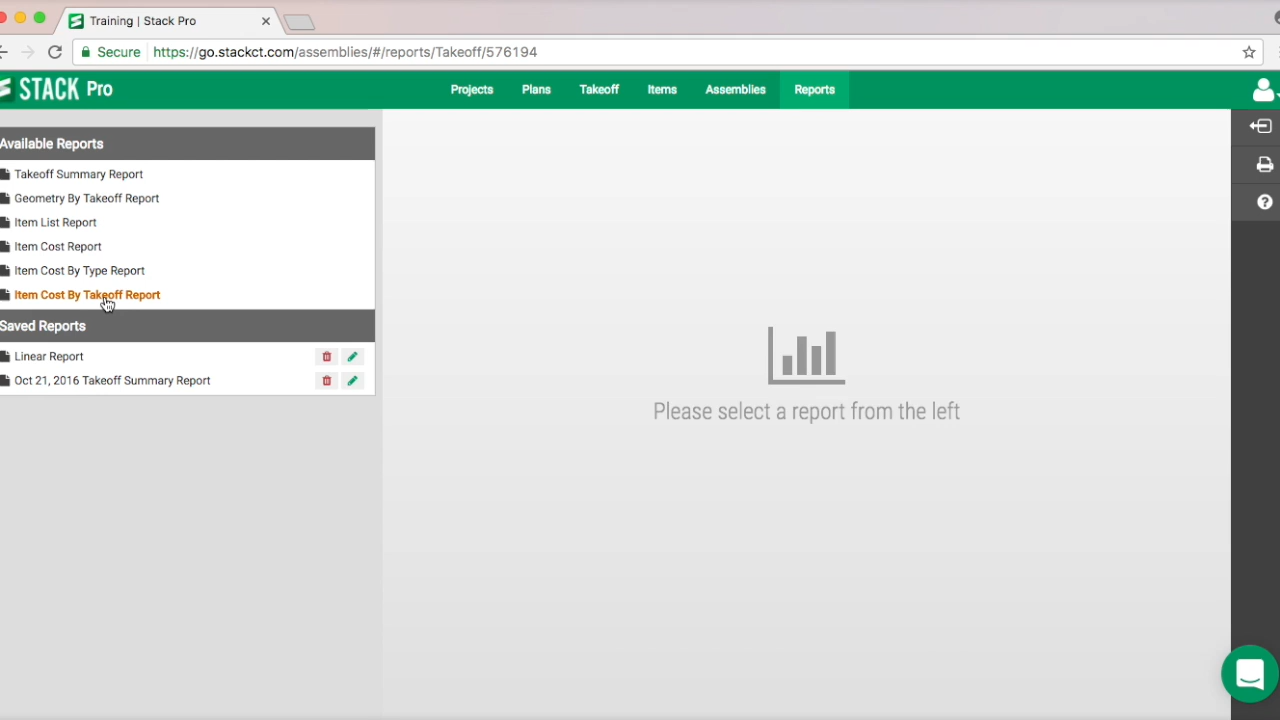 Training | Stack Pro
Secure https://go.stackct.com/assemblies/#/reports/Takeoff/576194
STACK Pro
Projects Plans Takeoff Items Assemblies Reports
Available Reports
Takeoff Summary Report
Geometry By Takeoff Report
Item List Report
Item Cost Report
Item Cost By Type Report
Item Cost By Takeoff Report
Saved Reports
Linear Report
Oct 21, 2016 Takeoff Summary Report
Please select a report from the left